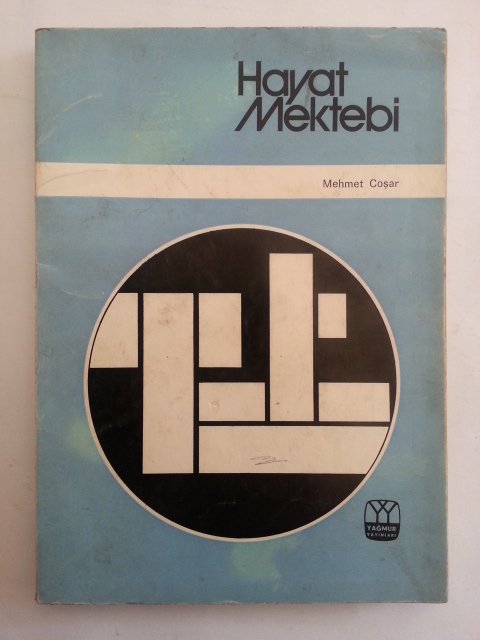 Hayat
Mektebi
Mehmet Coşar
YAĞMUR
YAYINLARI